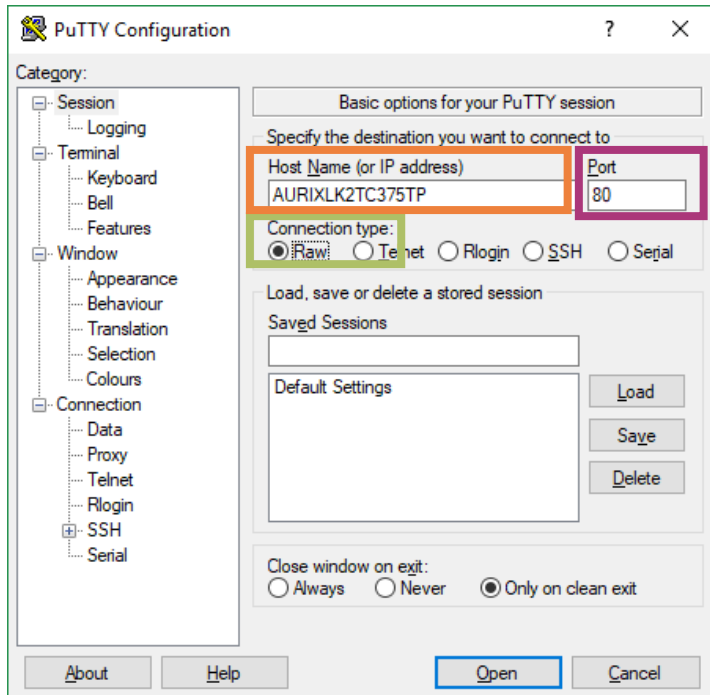 PuTTY Configuration
?
Category:
Session
Logging
Terminal
Keyboard
Bell
Features
Window
Appearance
Behaviour
Translation
Selection
Colours
Connection
Data
Proxy
Telnet
Rlogin
SSH
Serial
Basic options for your PuTTY session
Specify the destination you want to connect to
Host Name (or IP address) Port
AURIXLK2TC375TP 80
Connection type:
Raw Telnet Rlogin SSH Serial
Load, save or delete a stored session
Saved Sessions
Default Settings
Load
Save
Delete
Close window on exit:
Always Never Only on clean exit
About Help Open Cancel